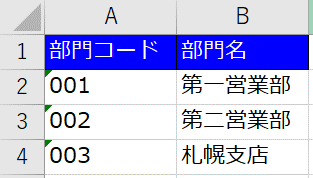 A B
1 部門コード 部門名
2 001 第一営業部
3 002 第二営業部
4 003 札幌支店